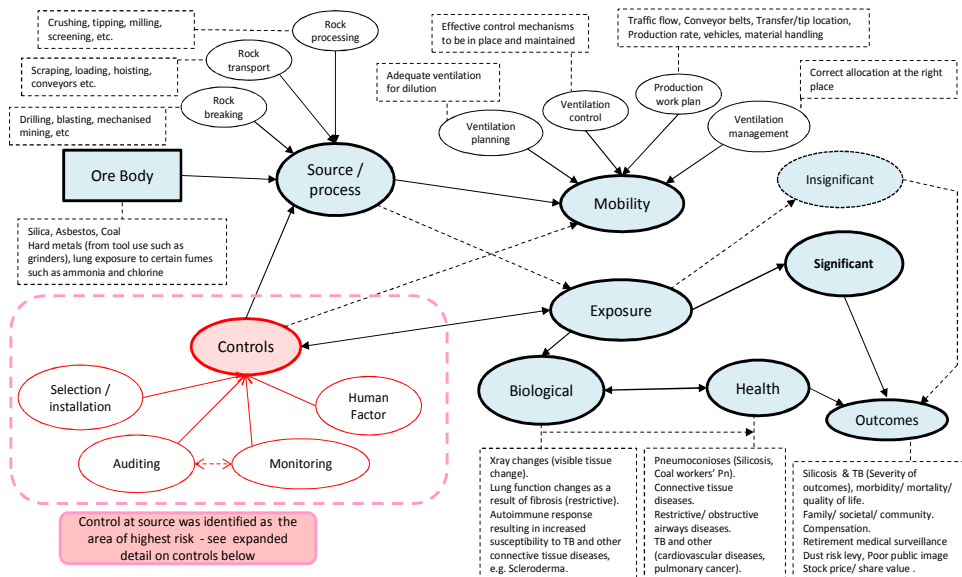 Crushing, tipping, milling,
screening, etc.
Rock
processing
Effective control mechanisms
to be in place and maintained
Traffic flow, Conveyor belts, Transfer/tip location,
Production rate, vehicles, material handling
Scraping, loading, hoisting,
conveyors etc.
Rock
transport
Adequate ventilation
for dilution
Correct allocation at the right
place
Drilling, blasting, mechanised
mining, etc
Rock
breaking
Ventilation
planning
Ventilation
control
Production
work plan
Ventilation
management
Ore Body
Source /
process
Mobility
Insignificant
Silica, Asbestos, Coal
Hard metals (from tool use such as
grinders), lung exposure to certain fumes
such as ammonia and chlorine
Significant
Exposure
Controls
Selection /
installation
Human
Factor
Auditing
Monitoring
Biological
Health
Outcomes
Control at source was identified as the
area of highest risk - see expanded
detail on controls below
Xray changes (visible tissue
change).
Lung function changes as a
result of fibrosis (restrictive).
Autoimmune response
resulting in increased
susceptibility to TB and other
connective tissue diseases,
e.g. Scleroderma.
Pneumoconioses (Silicosis,
Coal workers’ Pn).
Connective tissue
diseases.
Restrictive/ obstructive
airways diseases.
TB and other
(cardiovascular diseases,
pulmonary cancer).
Silicosis & TB (Severity of
outcomes), morbidity/ mortality/
quality of life.
Family/ societal/ community.
Compensation.
Retirement medical surveillance
Dust risk levy, Poor public image
Stock price/ share value .